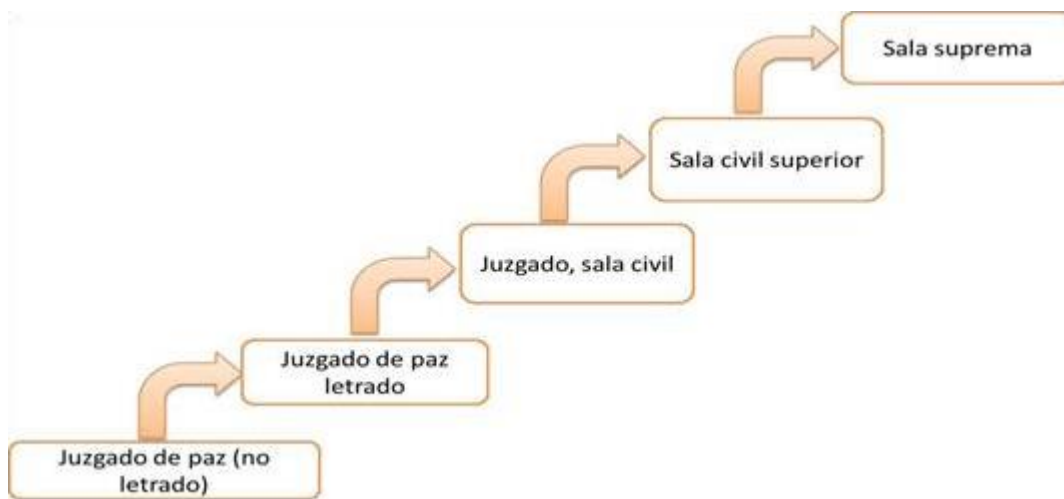 Sala suprema
Sala civil superior
Juzgado, sala civil
Juzgado de paz
letrado
Juzgado de paz (no
letrado)